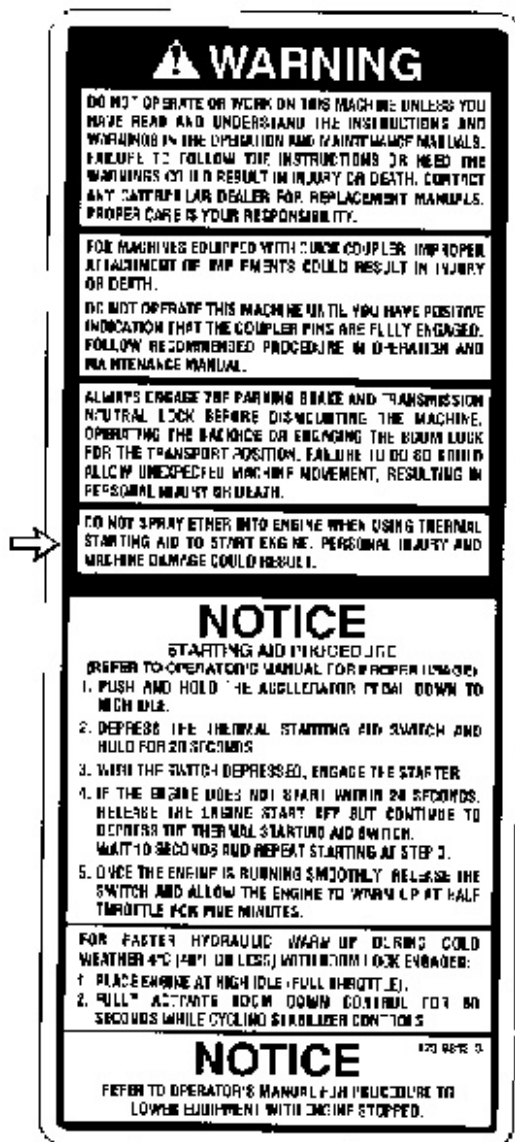 WARNING
DO NOT OPERATE OR WORK ON THIS MACHINE UNLESS YOU
HAVE READ AND UNDERSTAND THE INSTRUCTIONS AND
WARNINGS IN THE OPERATION AND MAINTENANCE MANUALS.
FAILURE TO FOLLOW THE INSTRUCTIONS OR HEED THE
WARNINGS COULD RESULT IN INJURY OR DEATH. CONTACT
ANY CATERPILLAR DEALER FOR REPLACEMENT MANUALS.
PROPER CARE IS YOUR RESPONSIBILITY.
FOR MACHINES EQUIPPED WITH QUICK COUPLER IMPROPER
ATTACHMENT OF IMPLEMENTS COULD RESULT IN INJURY
OR DEATH.
DO NOT OPERATE THIS MACHINE UNTIL YOU HAVE POSITIVE
INDICATION THAT THE COUPLER PINS ARE FULLY ENGAGED.
FOLLOW RECOMMENDED PROCEDURE IN OPERATION AND
MAINTENANCE MANUAL.
ALWAYS ENGAGE THE PARKING BRAKE AND TRANSMISSION
NEUTRAL LOCK BEFORE DISMOUNTING THE MACHINE,
OPERATING THE BACKHOE OR ENGAGING THE BOOM LOCK
FOR THE TRANSPORT POSITION. FAILURE TO DO SO COULD
ALLOW UNEXPECTED MACHINE MOVEMENT, RESULTING IN
PERSONAL INJURY OR DEATH.
DO NOT SPRAY ETHER INTO ENGINE WHEN USING THERMAL
STARTING AID TO START ENGINE. PERSONAL INJURY AND
MACHINE DAMAGE COULD RESULT.
NOTICE
STARTING AID PROCEDURE
(REFER TO OPERATOR'S MANUAL FOR PROPER USAGE)
1. PUSH AND HOLD THE ACCELERATOR PEDAL DOWN TO
HIGH IDLE.
2. DEPRESS THE THERMAL STARTING AID SWITCH AND
HOLD FOR 20 SECONDS
3. WITH THE SWITCH DEPRESSED, ENGAGE THE STARTER
4. IF THE ENGINE DOES NOT START WITHIN 20 SECONDS,
RELEASE THE ENGINE START KEY BUT CONTINUE TO
DEPRESS THE THERMAL STARTING AID SWITCH.
WAIT 10 SECONDS AND REPEAT STARTING AT STEP 3.
5. ONCE THE ENGINE IS RUNNING SMOOTHLY RELEASE THE
SWITCH AND ALLOW THE ENGINE TO WARM UP AT HALF
THROTTLE FOR FIVE MINUTES.
FOR FASTER HYDRAULIC WARM UP DURING COLD
WEATHER 4°C (40°F OR LESS) WITH BOOM LOCK ENGAGED:
1. PLACE ENGINE AT HIGH IDLE (FULL THROTTLE).
2. FULLY ACTIVATE BOOM DOWN CONTROL FOR
SECONDS WHILE CYCLING STABILIZER CONTROLS
NOTICE
REFER TO OPERATOR'S MANUAL FOR PROCEDURE TO
LOWER EQUIPMENT WITH ENGINE STOPPED.